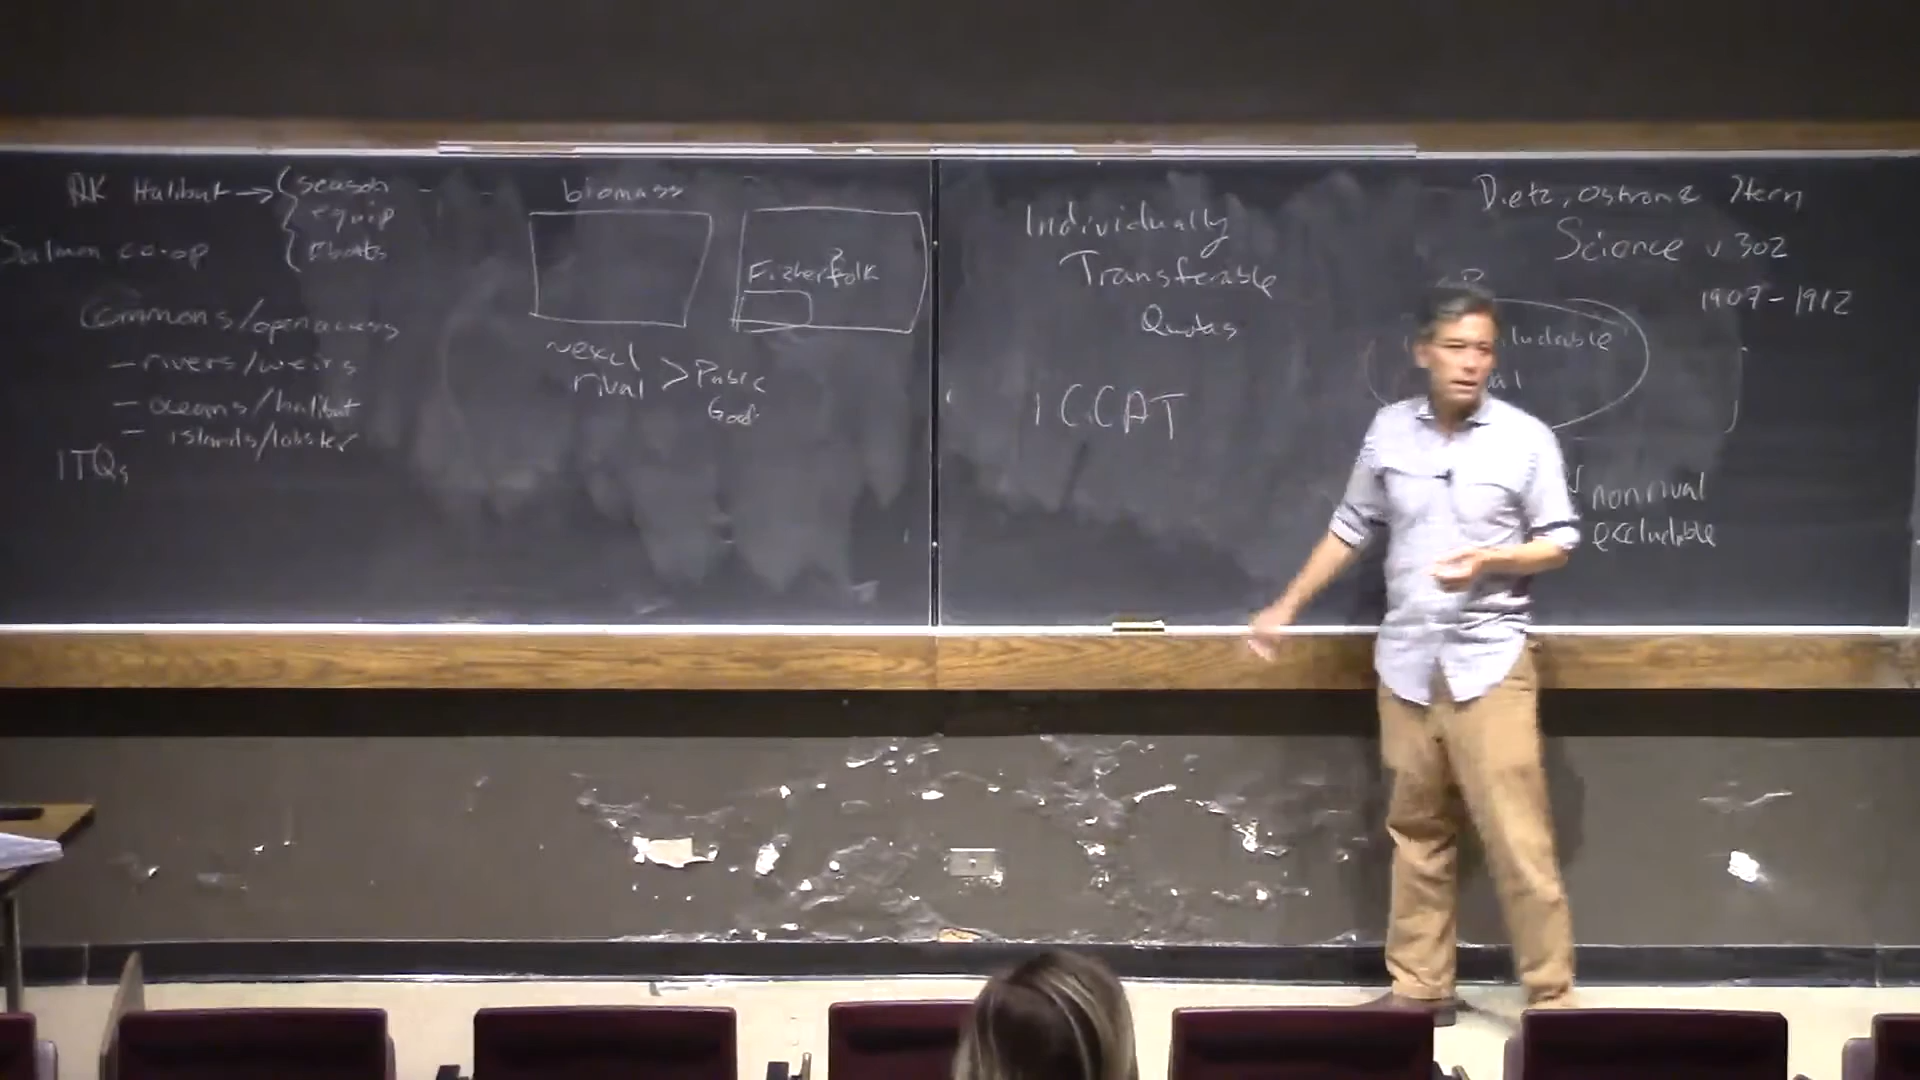 AK Halibut → { season
equip
# boats
Salmon co-op
Commons/open access
- rivers/weirs
- oceans/halibut
- islands/lobster
ITQs
biomass
Fisherfolk
~excl
rival > Public
Good
Individually
Transferable
Quotas
ICCAT
Dietz, Ostrom & Stern
Science v 302
1907-1912
nonrival
excludable